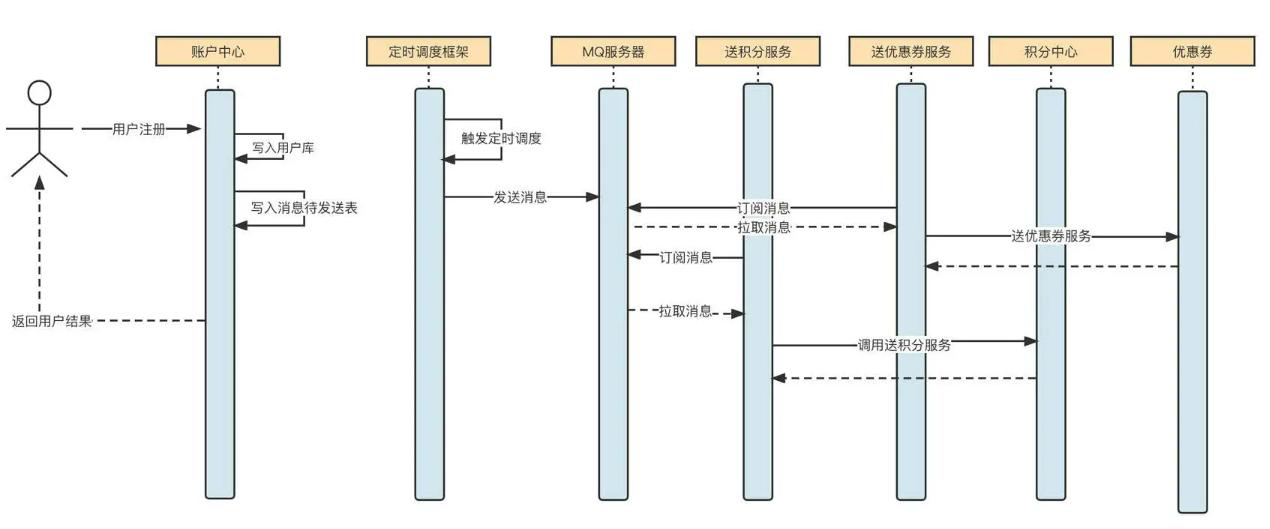 账户中心
定时调度框架
MQ服务器
送积分服务
送优惠券服务
积分中心
优惠券
用户注册
写入用户库
触发定时调度
写入消息待发送表
发送消息
订阅消息
拉取消息
送优惠券服务
订阅消息
拉取消息
返回用户结果
调用送积分服务